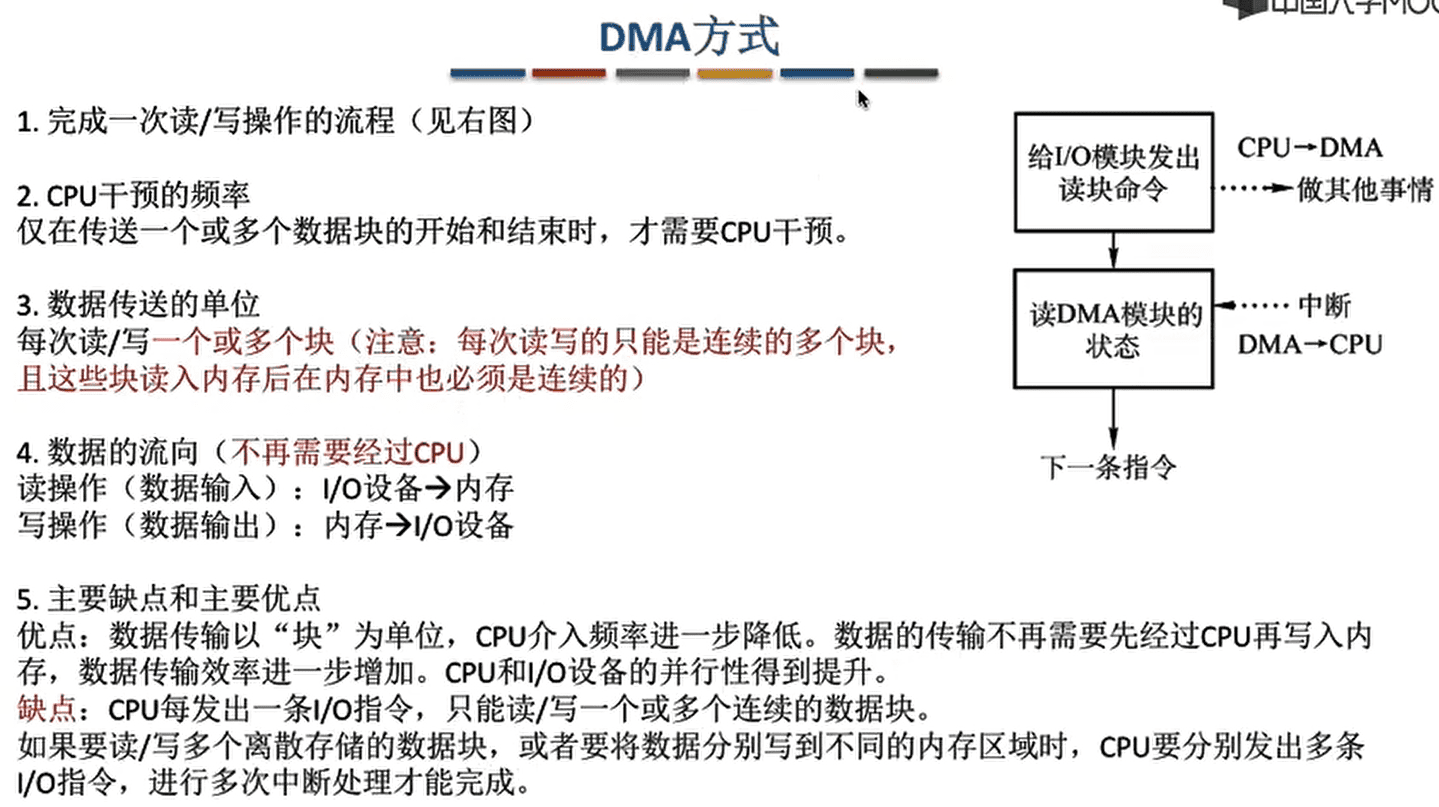 DMA方式
1. 完成一次读/写操作的流程（见右图）
2. CPU干预的频率
仅在传送一个或多个数据块的开始和结束时，才需要CPU干预。
3. 数据传送的单位
每次读/写一个或多个块（注意：每次读写的只能是连续的多个块，
且这些块读入内存后在内存中也必须是连续的）
4. 数据的流向（不再需要经过CPU）
读操作（数据输入）：I/O设备→内存
写操作（数据输出）：内存→I/O设备
5. 主要缺点和主要优点
优点：数据传输以“块”为单位，CPU介入频率进一步降低。数据的传输不再需要先经过CPU再写入内
存，数据传输效率进一步增加。CPU和I/O设备的并行性得到提升。
缺点：CPU每发出一条I/O指令，只能读/写一个或多个连续的数据块。
如果要读/写多个离散存储的数据块，或者要将数据分别写到不同的内存区域时，CPU要分别发出多条
I/O指令，进行多次中断处理才能完成。
给I/O模块发出
读块命令
CPU→DMA
做其他事情
读DMA模块的
状态
中断
DMA→CPU
下一条指令